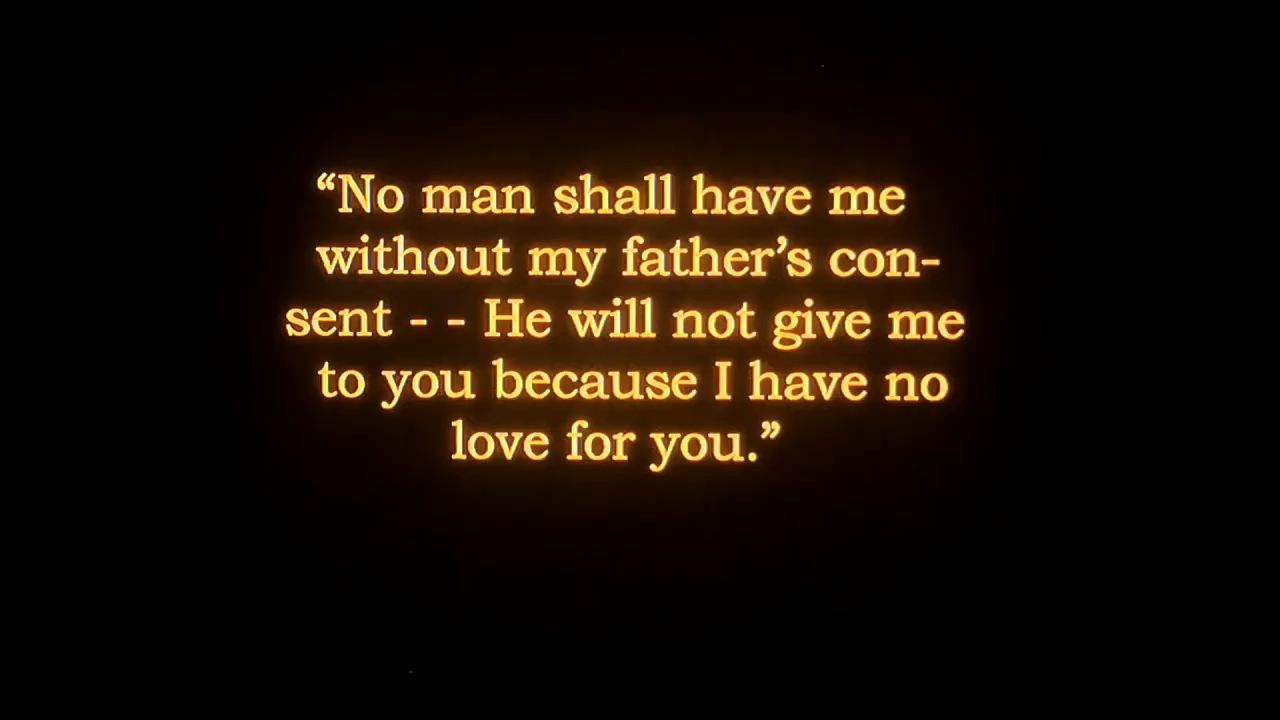 “No man shall have me
without my father’s con-
sent - - He will not give me
to you because I have no
love for you.”